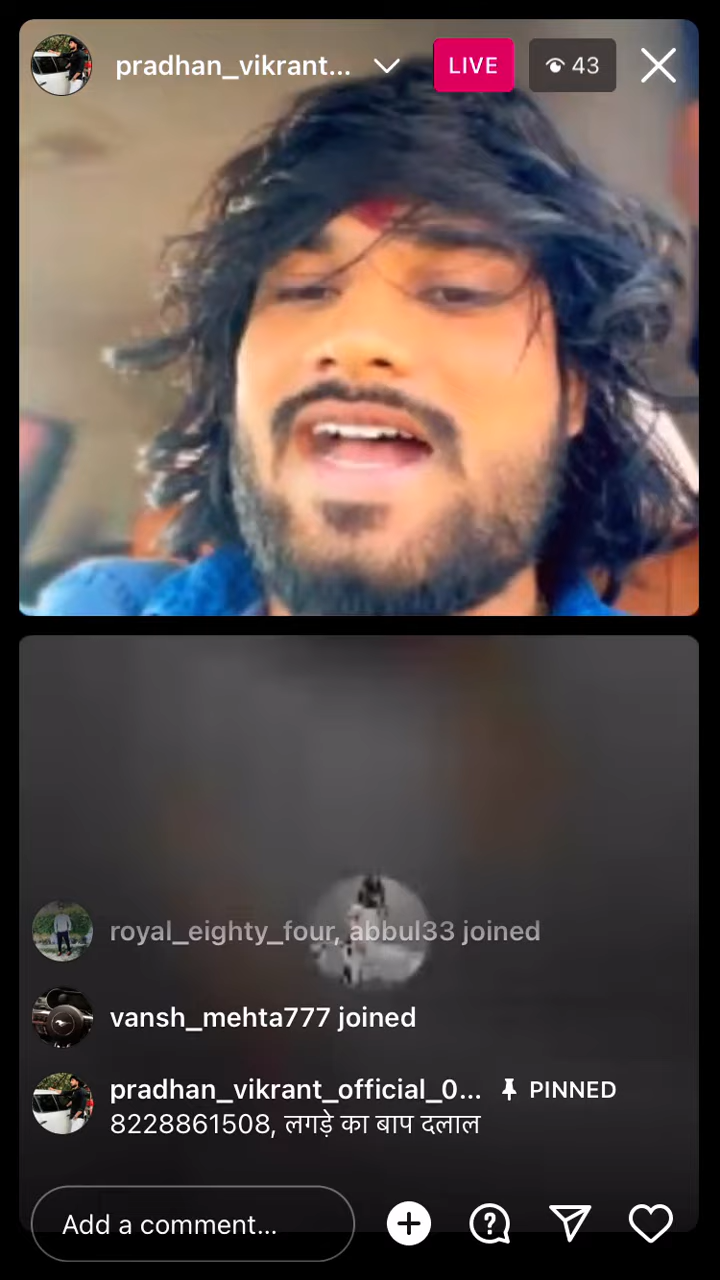 pradhan_vikrant...
LIVE
43
royal_eighty_four, abbul33 joined
vansh_mehta777 joined
pradhan_vikrant_official_0... PINNED
8228861508, लगड़े का बाप दलाल
Add a comment...